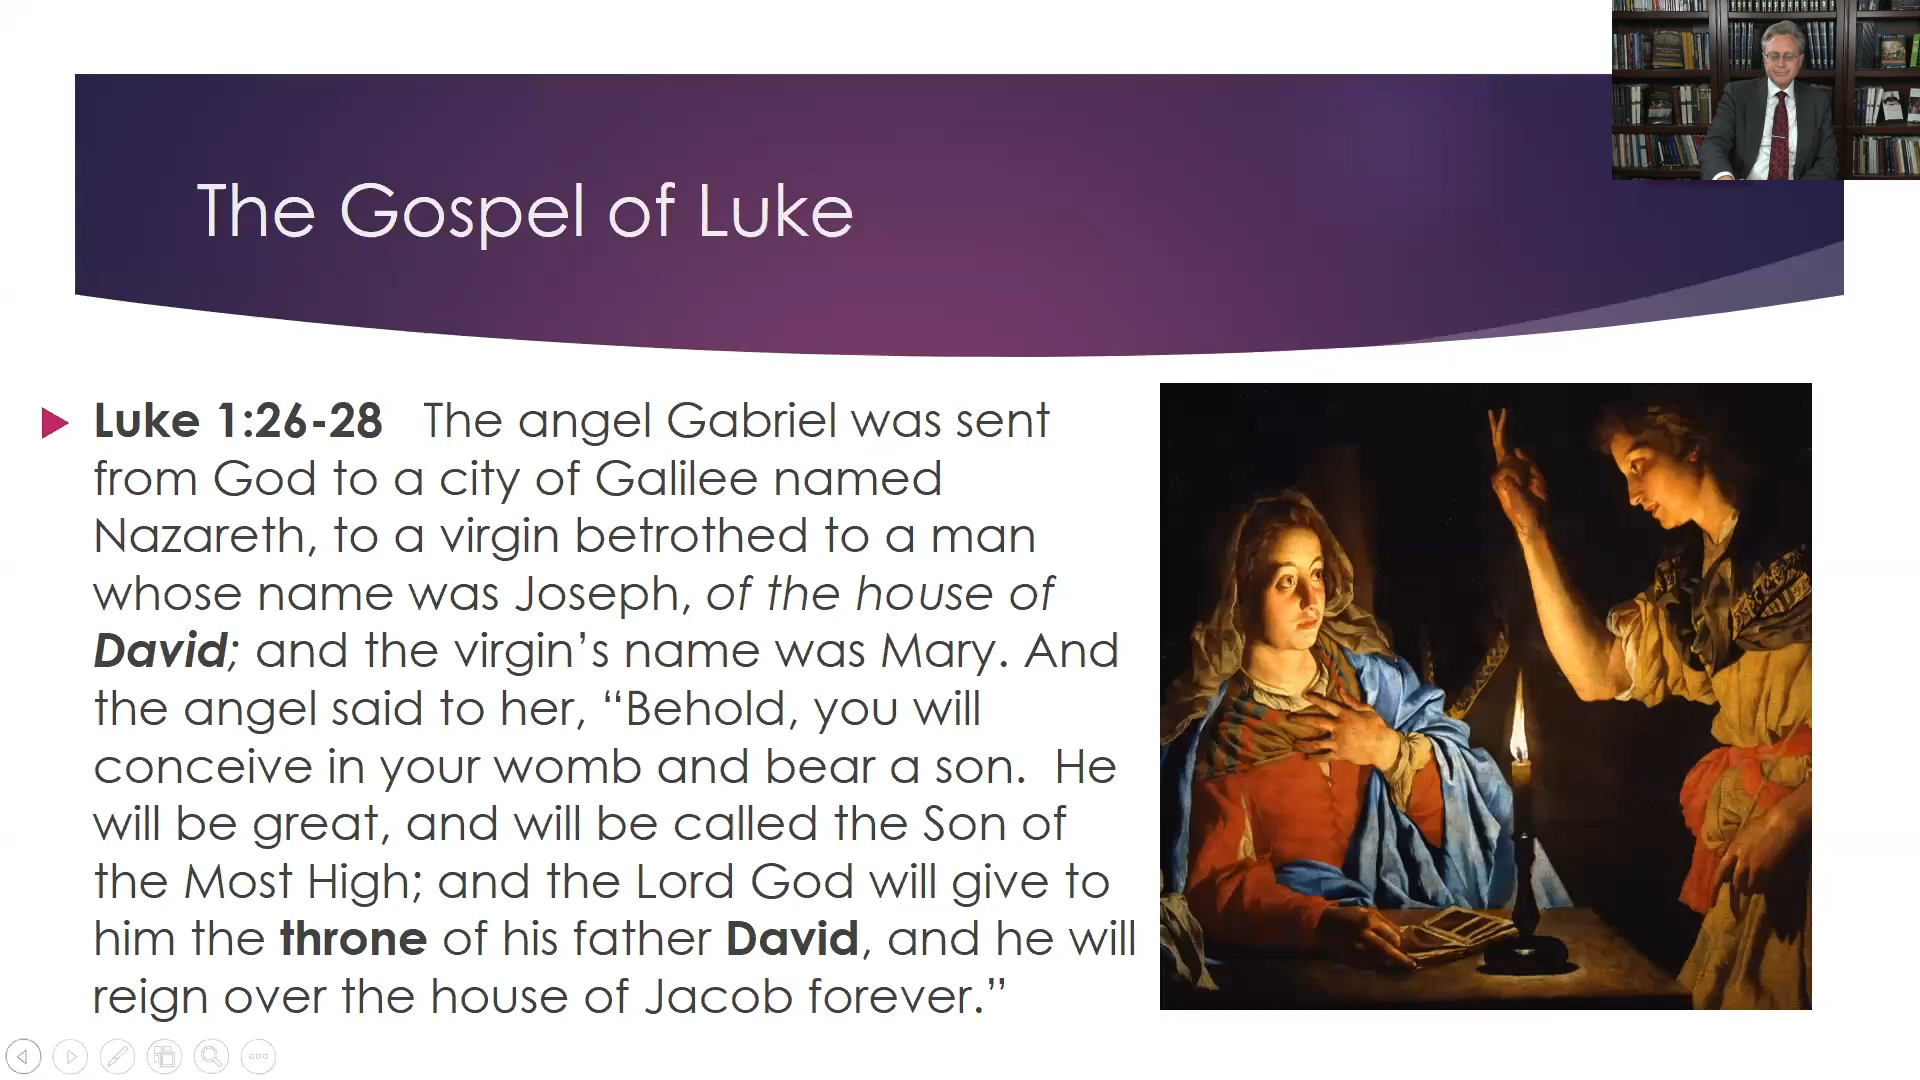 The Gospel of Luke
Luke 1:26-28 The angel Gabriel was sent
from God to a city of Galilee named
Nazareth, to a virgin betrothed to a man
whose name was Joseph, of the house of
David; and the virgin’s name was Mary. And
the angel said to her, “Behold, you will
conceive in your womb and bear a son. He
will be great, and will be called the Son of
the Most High; and the Lord God will give to
him the throne of his father David, and he will
reign over the house of Jacob forever.”